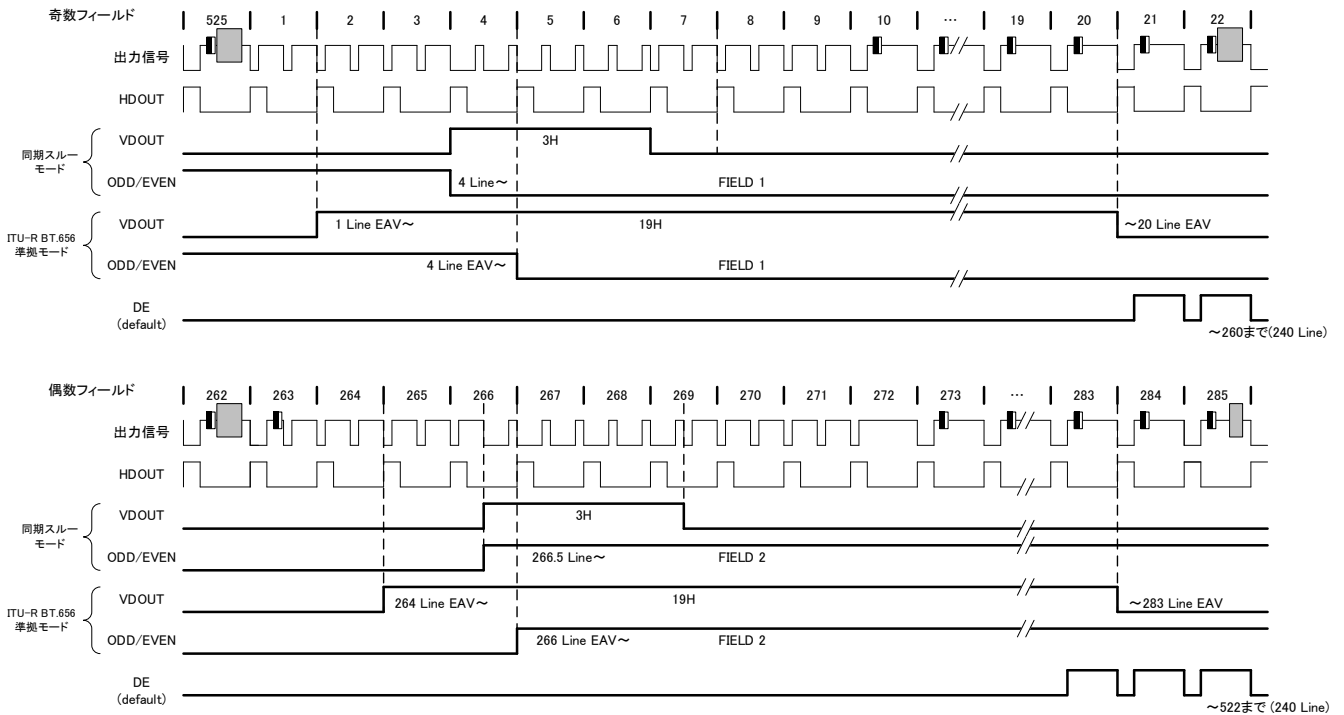 奇数フィールド 525 1 2 3 4 5 6 7 8 9 10 … 19 20 21 22
出力信号
HDOUT
同期スルー
モード
VDOUT 3H
ODD/EVEN 4 Line～ FIELD 1
ITU-R BT.656
準拠モード
VDOUT 1 Line EAV～ 19H ～20 Line EAV
ODD/EVEN 4 Line EAV～ FIELD 1
DE
(default)
～260まで(240 Line)
偶数フィールド 262 263 264 265 266 267 268 269 270 271 272 273 … 283 284 285
出力信号
HDOUT
同期スルー
モード
VDOUT 3H
ODD/EVEN 266.5 Line～ FIELD 2
ITU-R BT.656
準拠モード
VDOUT 264 Line EAV～ 19H ～283 Line EAV
ODD/EVEN 266 Line EAV～ FIELD 2
DE
(default)
～522まで (240 Line)